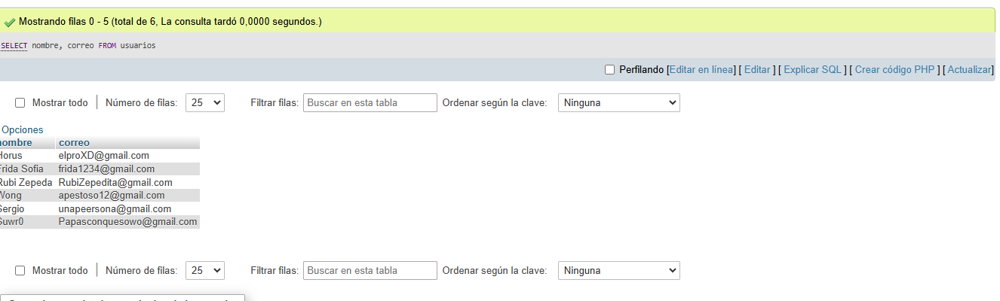 Mostrando filas 0 - 5 (total de 6, La consulta tardó 0,0000 segundos.)
SELECT nombre, correo FROM usuarios
Perfilando [Editar en línea] [ Editar ] [ Explicar SQL ] [ Crear código PHP ] [ Actualizar]
Mostrar todo | Número de filas: 25 Filtrar filas: Buscar en esta tabla Ordenar según la clave: Ninguna
Opciones
nombre correo
Horus elproXD@gmail.com
Frida Sofia frida1234@gmail.com
Rubi Zepeda RubiZepedita@gmail.com
Wong apestoso12@gmail.com
Sergio unapeersona@gmail.com
Suwr0 Papasconquesowo@gmail.com
Mostrar todo | Número de filas: 25 Filtrar filas: Buscar en esta tabla Ordenar según la clave: Ninguna